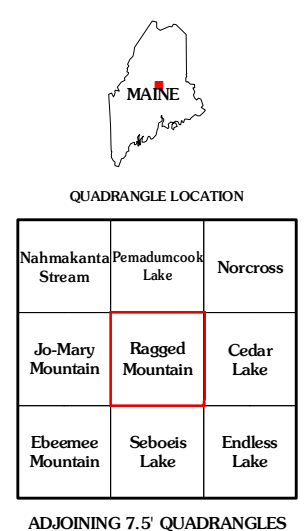 MAINE
QUADRANGLE LOCATION
Nahmakanta
Stream
Pemadumcook
Lake
Norcross
Jo-Mary
Mountain
Ragged
Mountain
Cedar
Lake
Ebeemee
Mountain
Seboeis
Lake
Endless
Lake
ADJOINING 7.5' QUADRANGLES